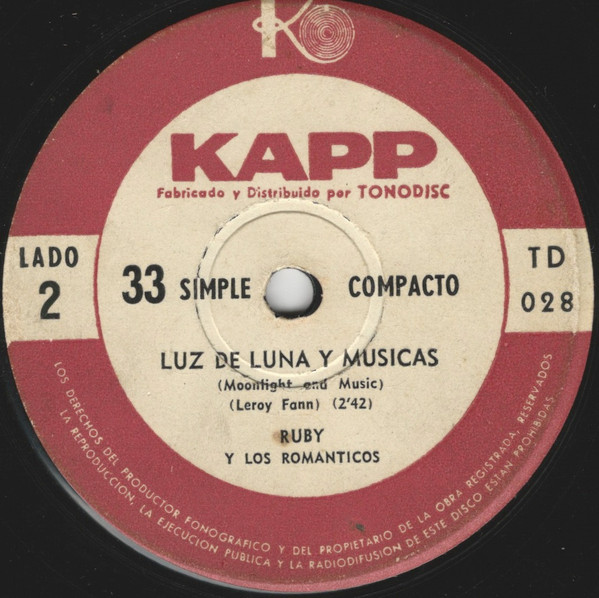 K
KAPP
Fabricado y Distribuido por TONODISC
LADO
2
33 SIMPLE COMPACTO
TD
028
LUZ DE LUNA Y MUSICAS
(Moonlight and Music)
(Leroy Fann) (2'42)
RUBY
Y LOS ROMANTICOS
LOS DERECHOS DEL PRODUCTOR FONOGRAFICO Y DEL PROPIETARIO DE LA OBRA REGISTRADA, RESERVADOS
LA REPRODUCCION, LA EJECUCION PUBLICA Y LA RADIODIFUSION DE ESTE DISCO ESTAN PROHIBIDAS